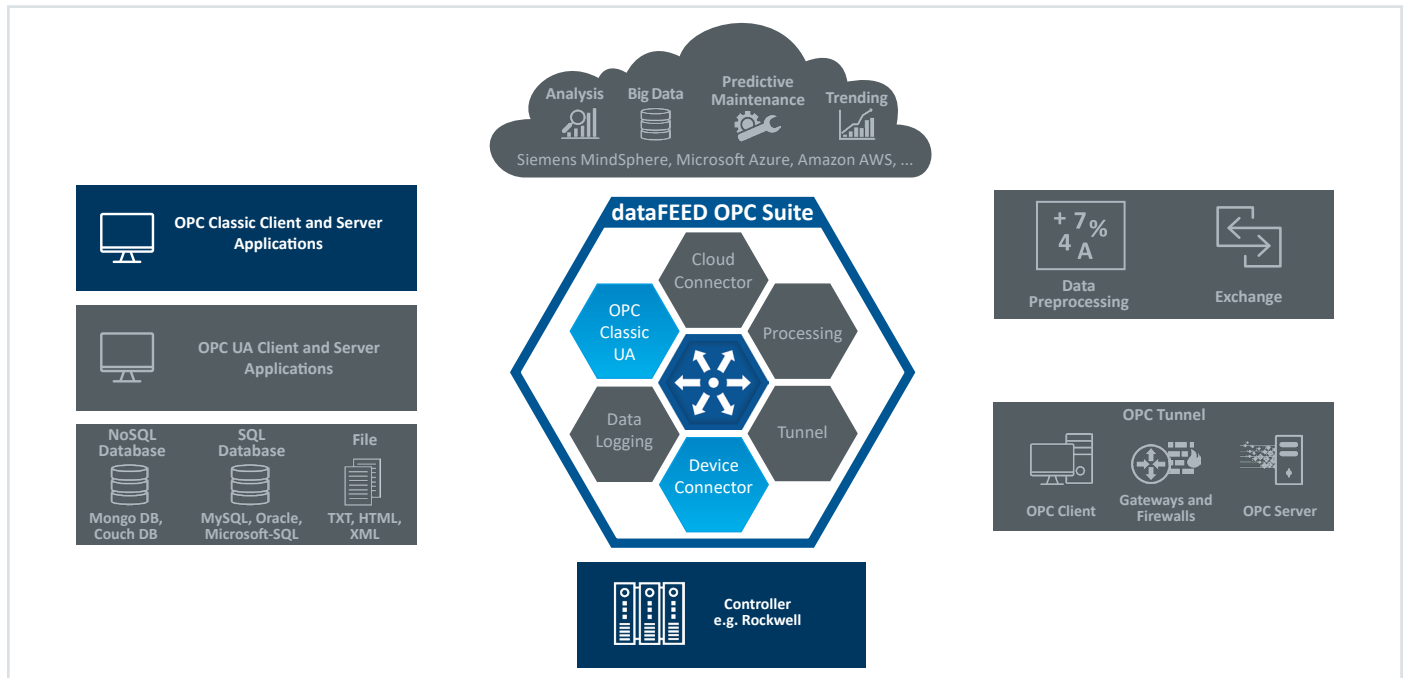 Analysis
Big Data
Predictive
Maintenance
Trending
Siemens MindSphere, Microsoft Azure, Amazon AWS, ...
OPC Classic Client and Server
Applications
OPC UA Client and Server
Applications
NoSQL
Database
SQL
Database
File
Mongo DB,
Couch DB
MySQL, Oracle,
Microsoft-SQL
TXT, HTML,
XML
dataFEED OPC Suite
Cloud
Connector
OPC
Classic
UA
Processing
Data
Logging
Tunnel
Device
Connector
Controller
e.g. Rockwell
+ 7%
4 A
Data
Preprocessing
Exchange
OPC Tunnel
OPC Client
Gateways and
Firewalls
OPC Server